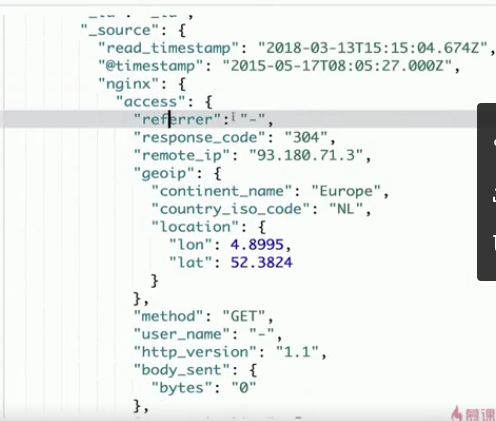 "_source": {
"read_timestamp": "2018-03-13T15:15:04.674Z",
"@timestamp": "2015-05-17T08:05:27.000Z",
"nginx": {
"access": {
"referrer": "-",
"response_code": "304",
"remote_ip": "93.180.71.3",
"geoip": {
"continent_name": "Europe",
"country_iso_code": "NL",
"location": {
"lon": 4.8995,
"lat": 52.3824
}
},
"method": "GET",
"user_name": "-",
"http_version": "1.1",
"body_sent": {
"bytes": "0"
},
慕课